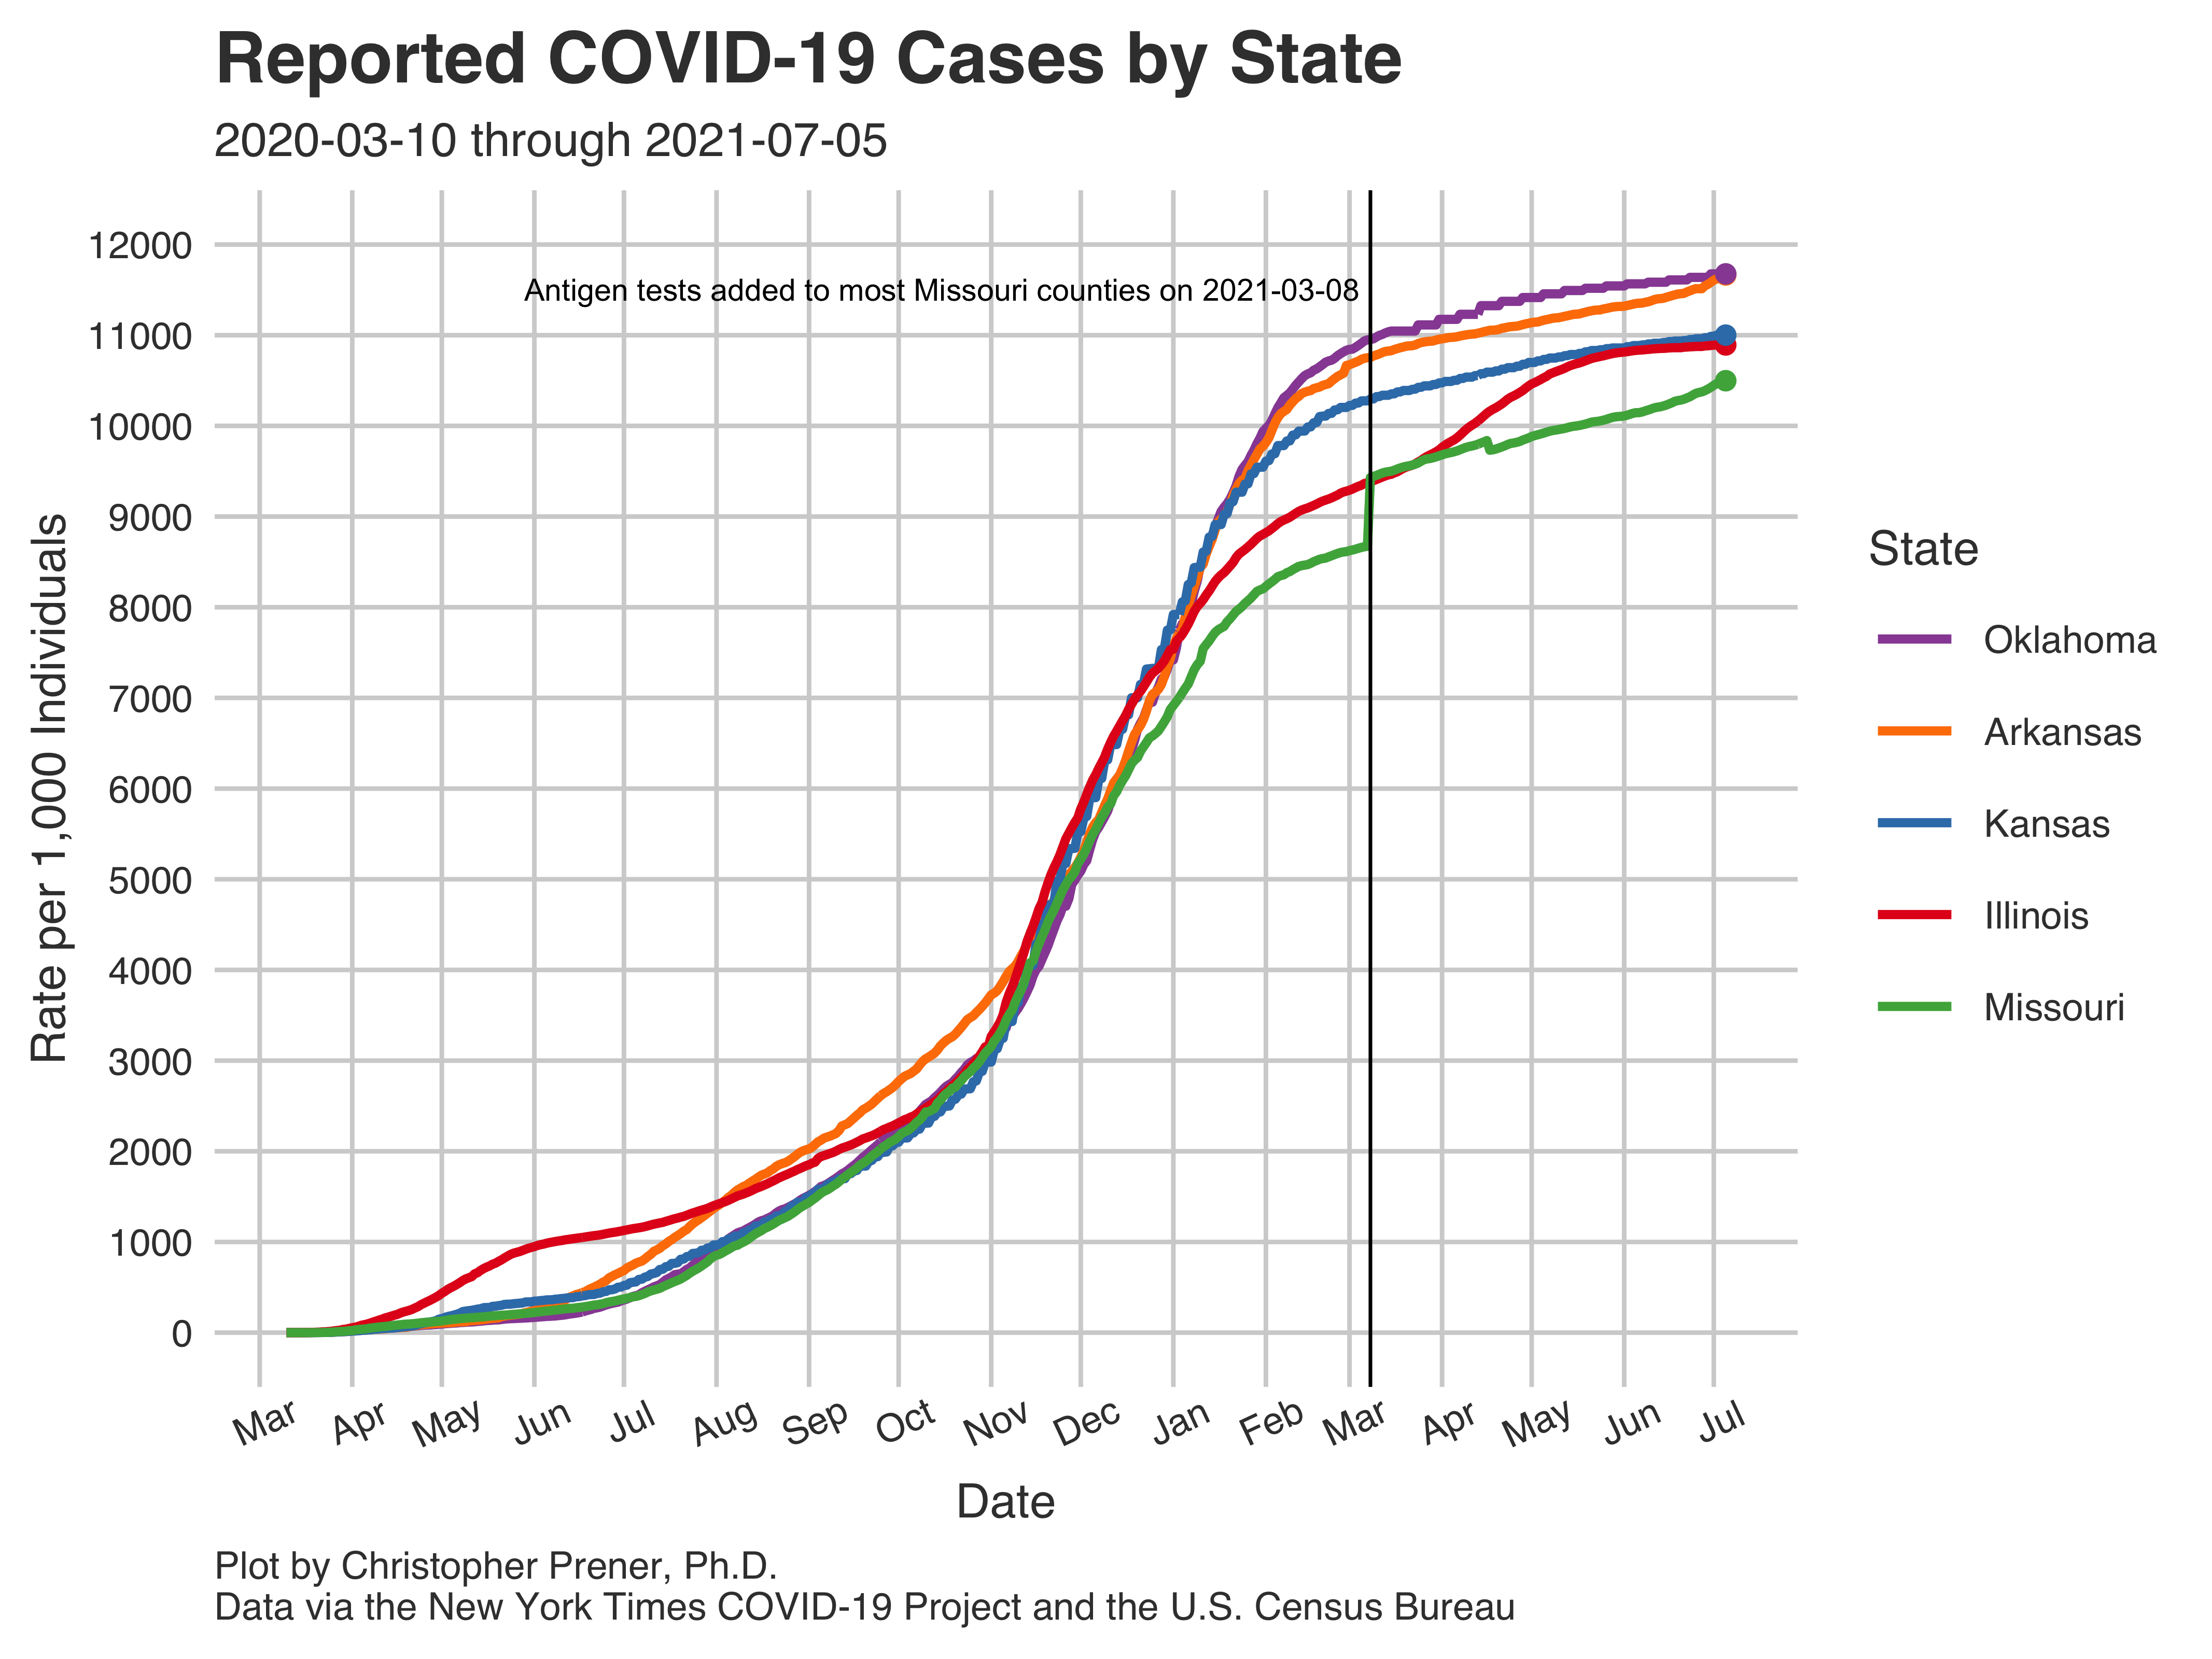 Reported COVID-19 Cases by State
2020-03-10 through 2021-07-05
12000
11000
10000
9000
8000
7000
6000
5000
4000
3000
2000
1000
0
Rate per 1,000 Individuals
Antigen tests added to most Missouri counties on 2021-03-08
State
Oklahoma
Arkansas
Kansas
Illinois
Missouri
Mar Apr May Jun Jul Aug Sep Oct Nov Dec Jan Feb Mar Apr May Jun Jul
Date
Plot by Christopher Prener, Ph.D.
Data via the New York Times COVID-19 Project and the U.S. Census Bureau